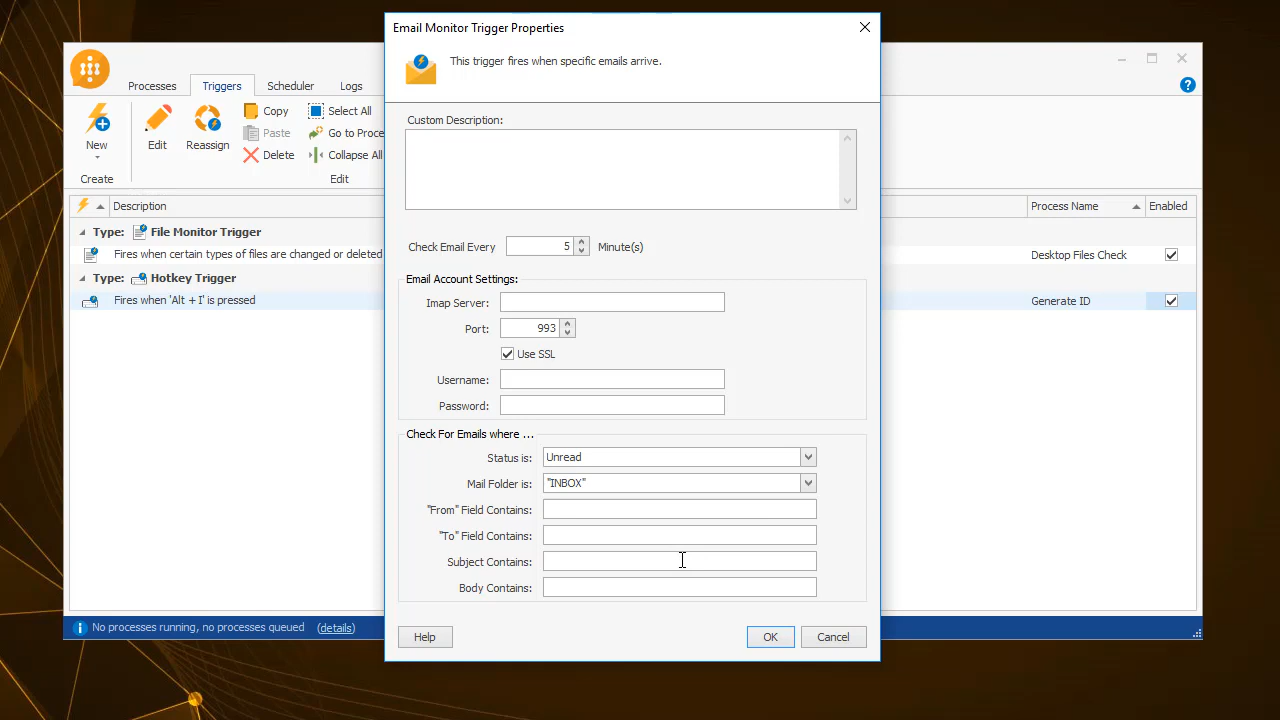 Email Monitor Trigger Properties
This trigger fires when specific emails arrive.
Processes
Triggers
Scheduler
Logs
?
New
Edit
Reassign
Copy
Paste
Delete
Select All
Go to Proce
Collapse All
Create
Edit
Description
Process Name
Enabled
Type: File Monitor Trigger
Fires when certain types of files are changed or deleted
Desktop Files Check
Type: Hotkey Trigger
Fires when 'Alt + I' is pressed
Generate ID
Custom Description:
Check Email Every 5 Minute(s)
Email Account Settings:
Imap Server:
Port: 993
Use SSL
Username:
Password:
Check For Emails where ...
Status is: Unread
Mail Folder is: "INBOX"
"From" Field Contains:
"To" Field Contains:
Subject Contains:
Body Contains:
Help
OK
Cancel
i No processes running, no processes queued (details)